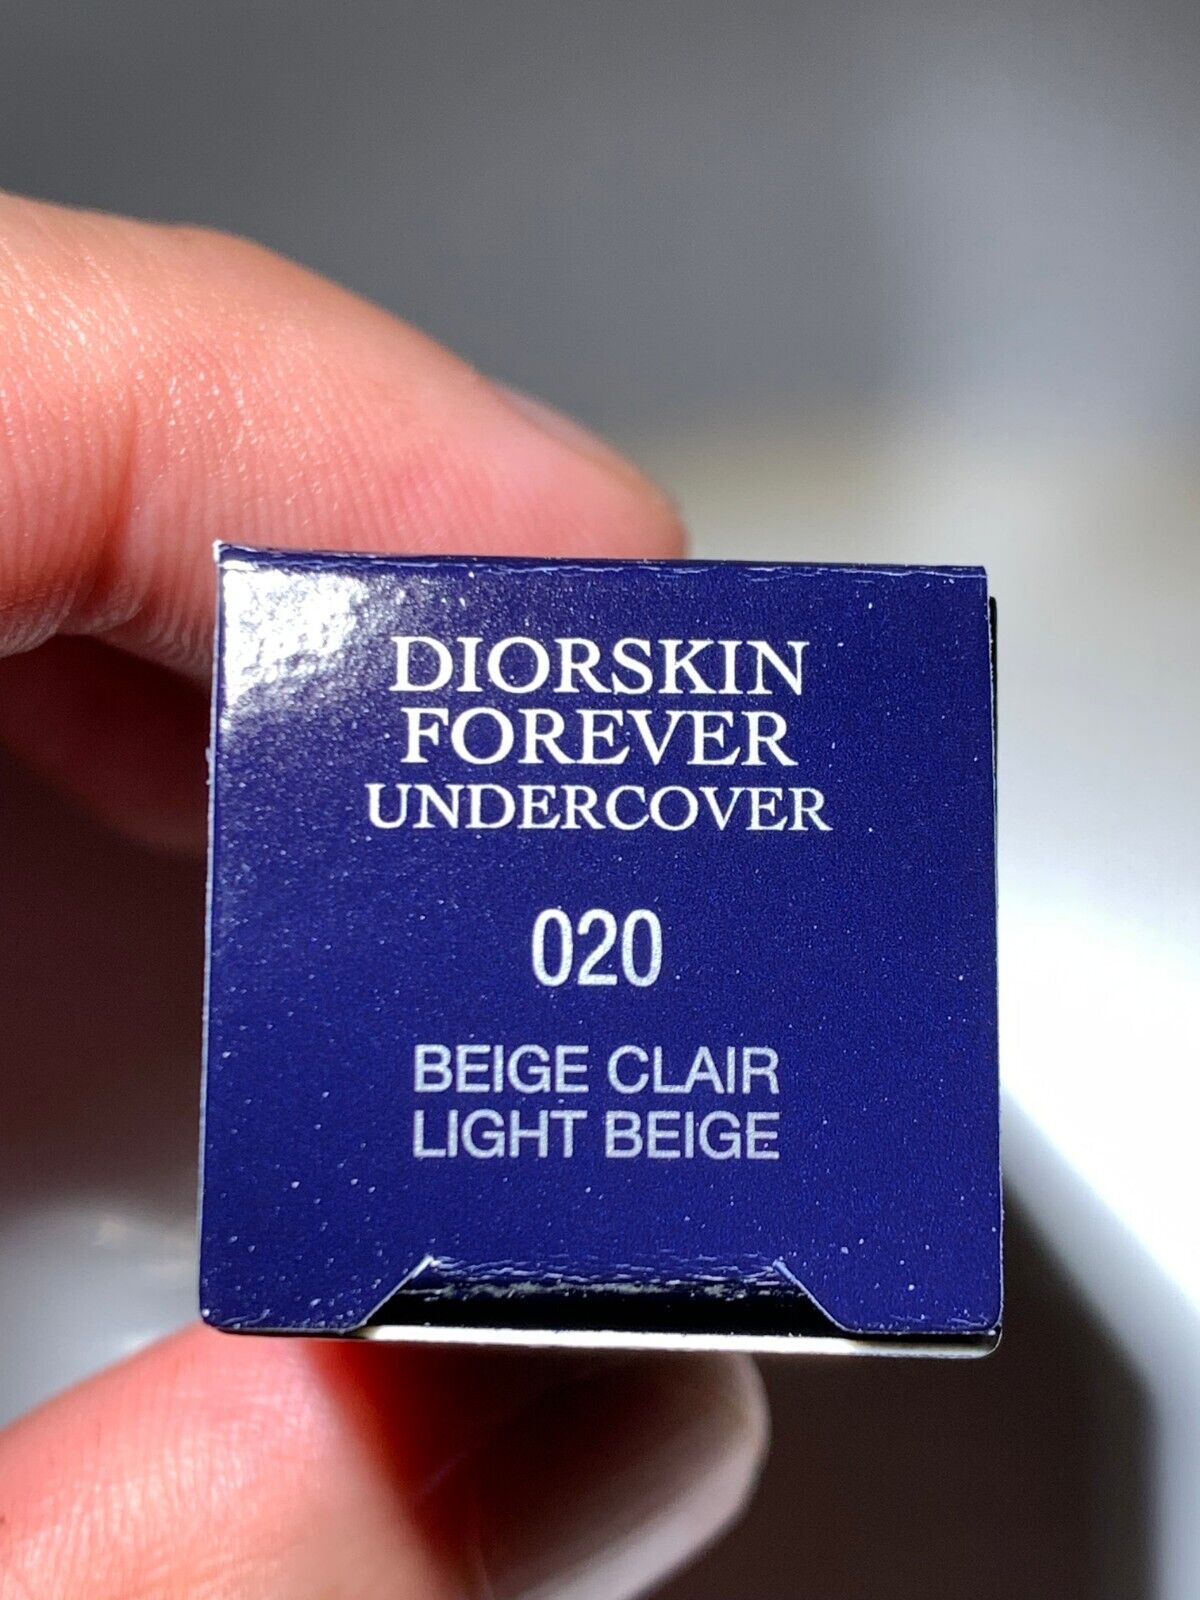 DIORSKIN
FOREVER
UNDERCOVER
020
BEIGE CLAIR
LIGHT BEIGE